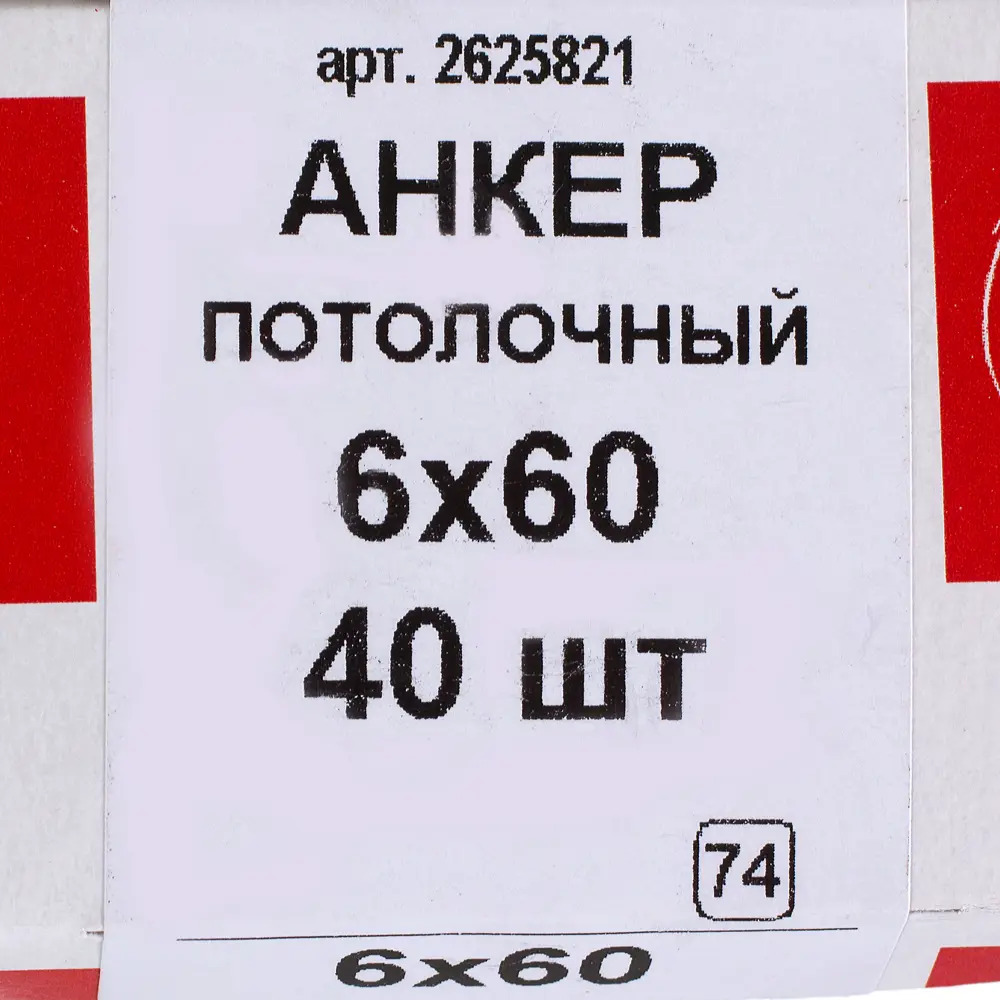 арт. 2625821
АНКЕР
потолочный
6х60
40 шт
74
6х60